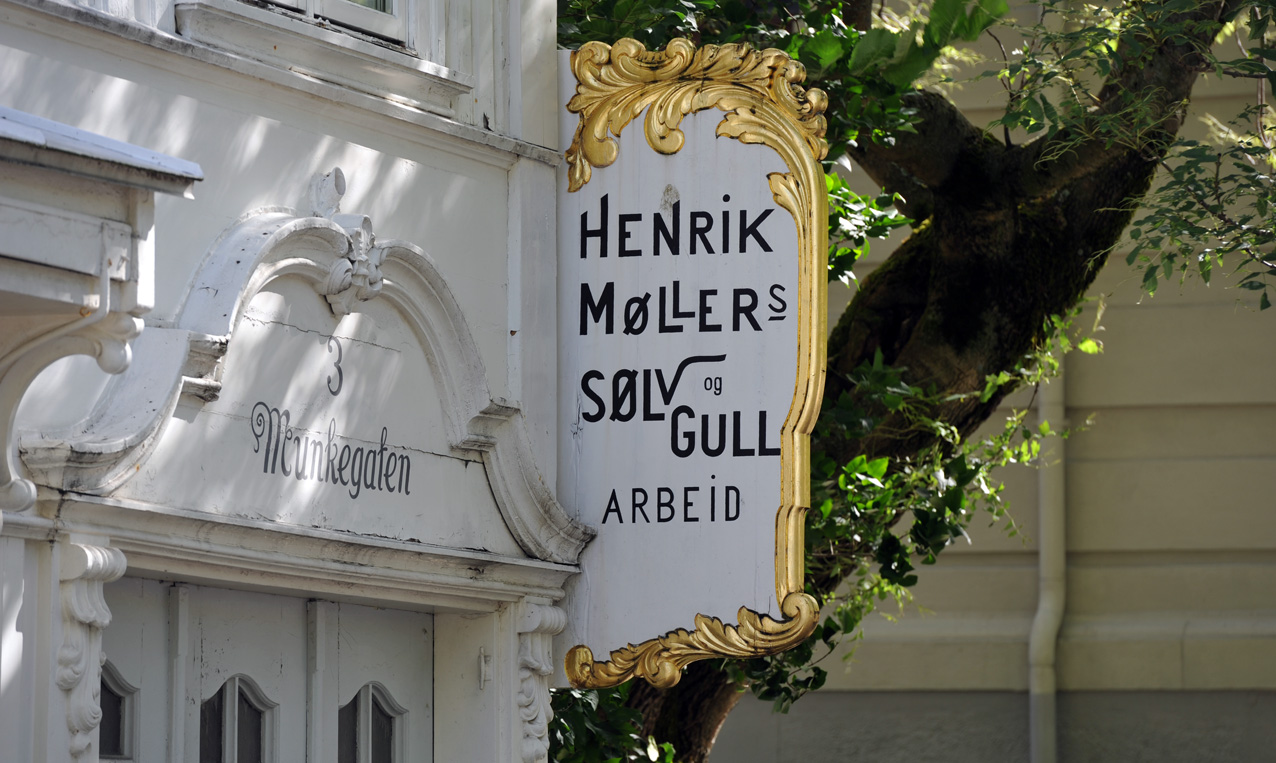 3
Munkegaten
HENRiK
MØLLERS
SØLV og
GULL
ARBEiD